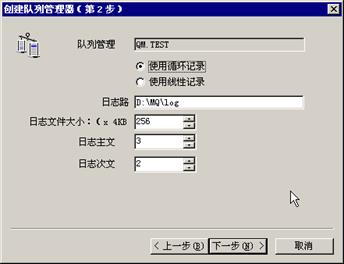 创建队列管理器(第 2 步)
队列管理 QM.TEST
使用循环记录
使用线性记录
日志路 D:\MQ\log
日志文件大小:(x 4KB 256
日志主文 3
日志次文 2
< 上一步(B) 下一步(N) > 取消